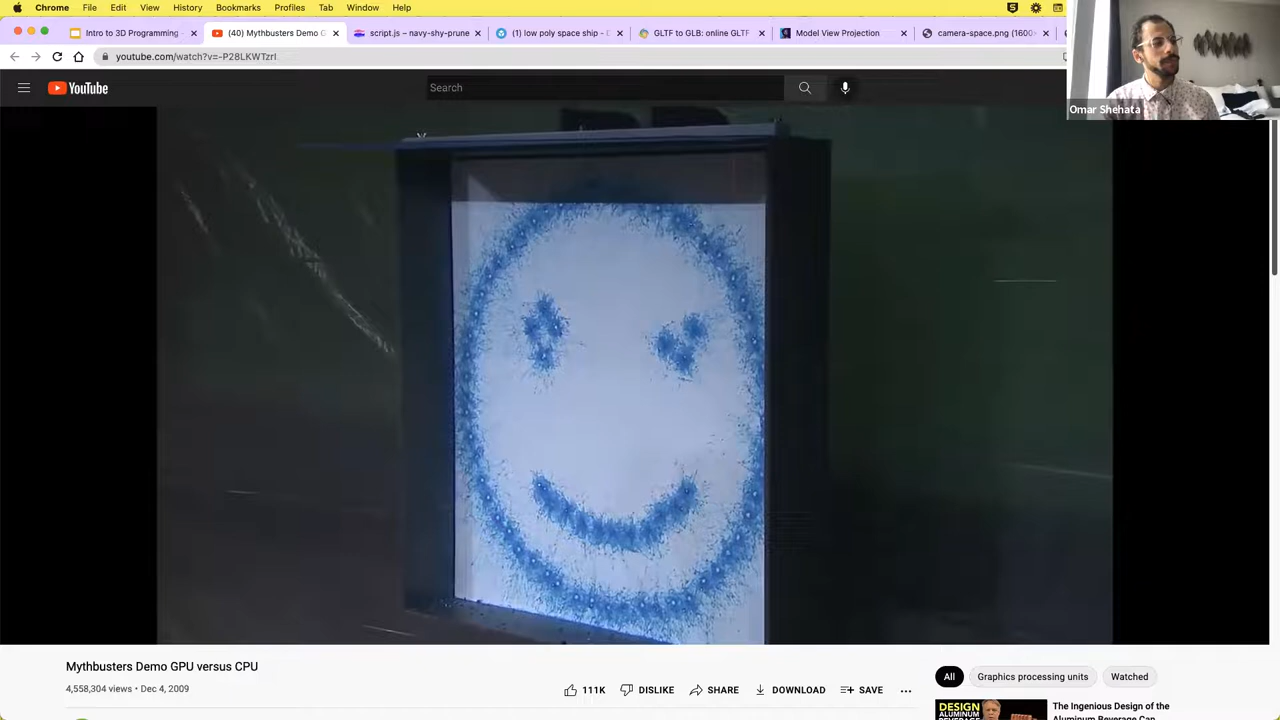 Chrome File Edit View History Bookmarks Profiles Tab Window Help
Intro to 3D Programming
(40) Mythbusters Demo G
script.js – navy-shy-prune
(1) low poly space ship -
GLTF to GLB: online GLTF
Model View Projection
camera-space.png (1600×
youtube.com/watch?v=-P28LKWTzrI
YouTube
Search
Omar Shehata
Mythbusters Demo GPU versus CPU
4,558,304 views • Dec 4, 2009
111K
DISLIKE
SHARE
DOWNLOAD
SAVE
All
Graphics processing units
Watched
DESIGN
ALUMINUM
The Ingenious Design of the
Aluminum Beverage Can